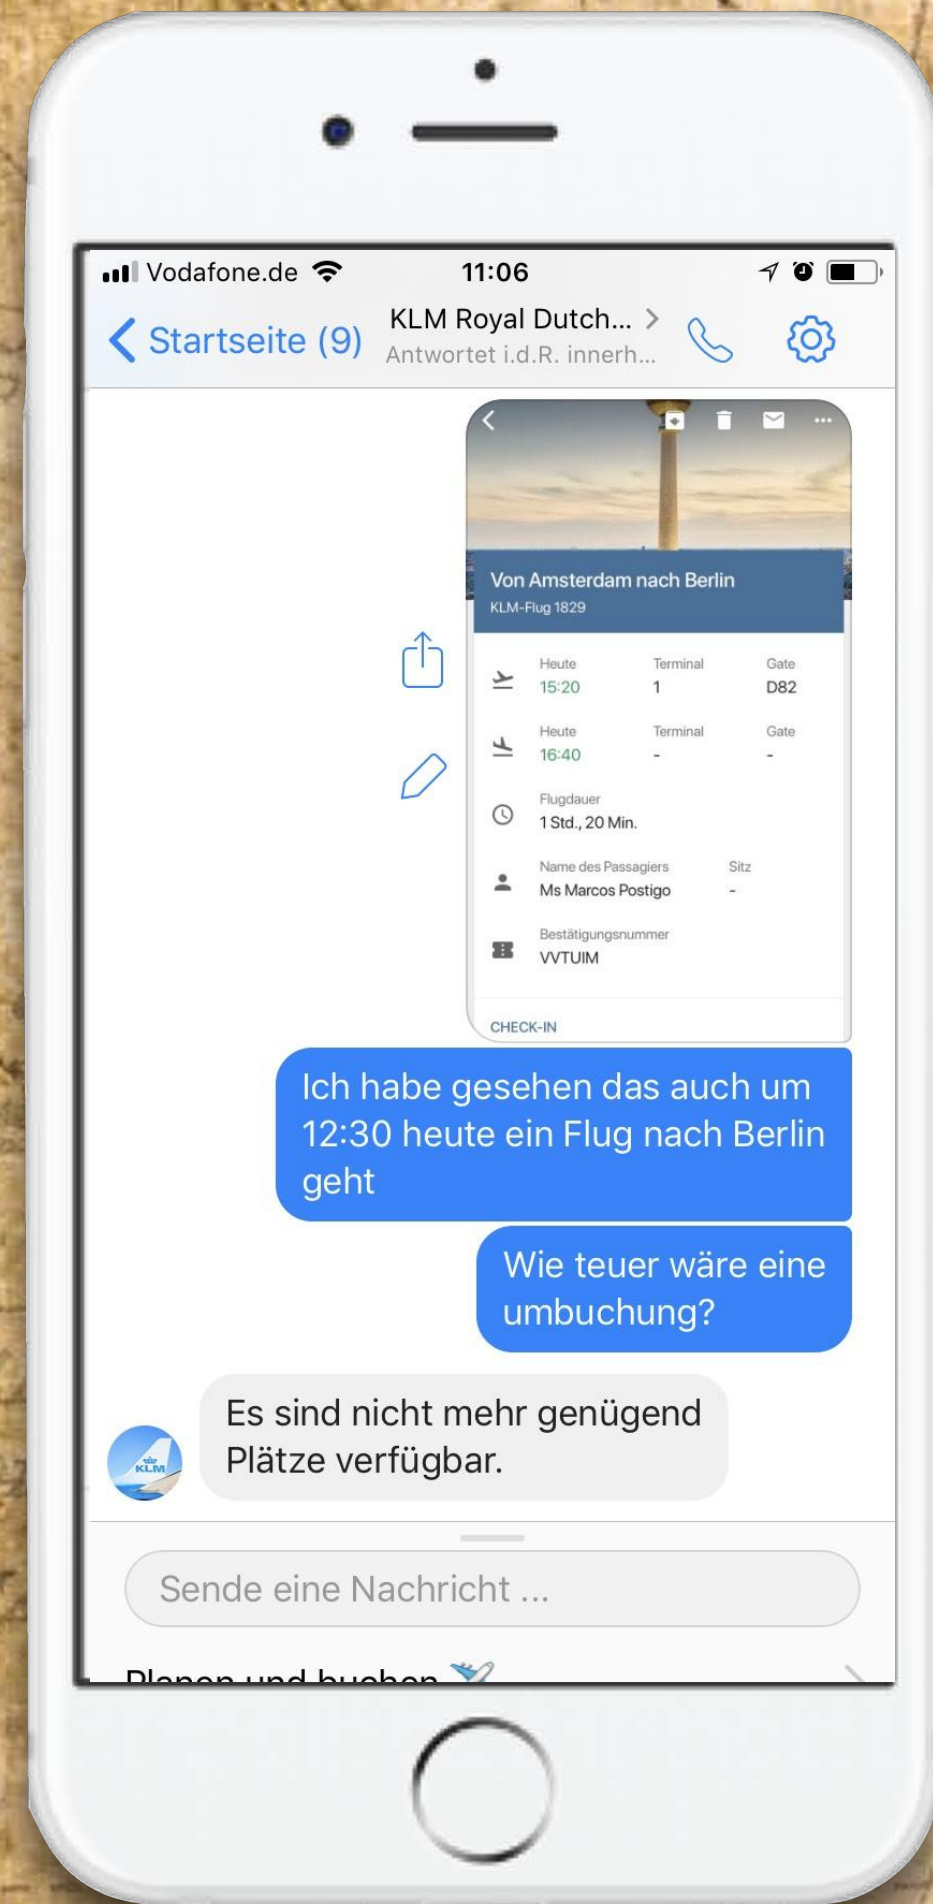 Vodafone.de 11:06
Startseite (9) KLM Royal Dutch... >
Antwortet i.d.R. innerh...
Von Amsterdam nach Berlin
KLM-Flug 1829
Heute Terminal Gate
15:20 1 D82
Heute Terminal Gate
16:40 - -
Flugdauer
1 Std., 20 Min.
Name des Passagiers Sitz
Ms Marcos Postigo -
Bestätigungsnummer
VVTUIM
CHECK-IN
Ich habe gesehen das auch um
12:30 heute ein Flug nach Berlin
geht
Wie teuer wäre eine
umbuchung?
Es sind nicht mehr genügend
Plätze verfügbar.
KLM
Sende eine Nachricht ...
Planen und buchen